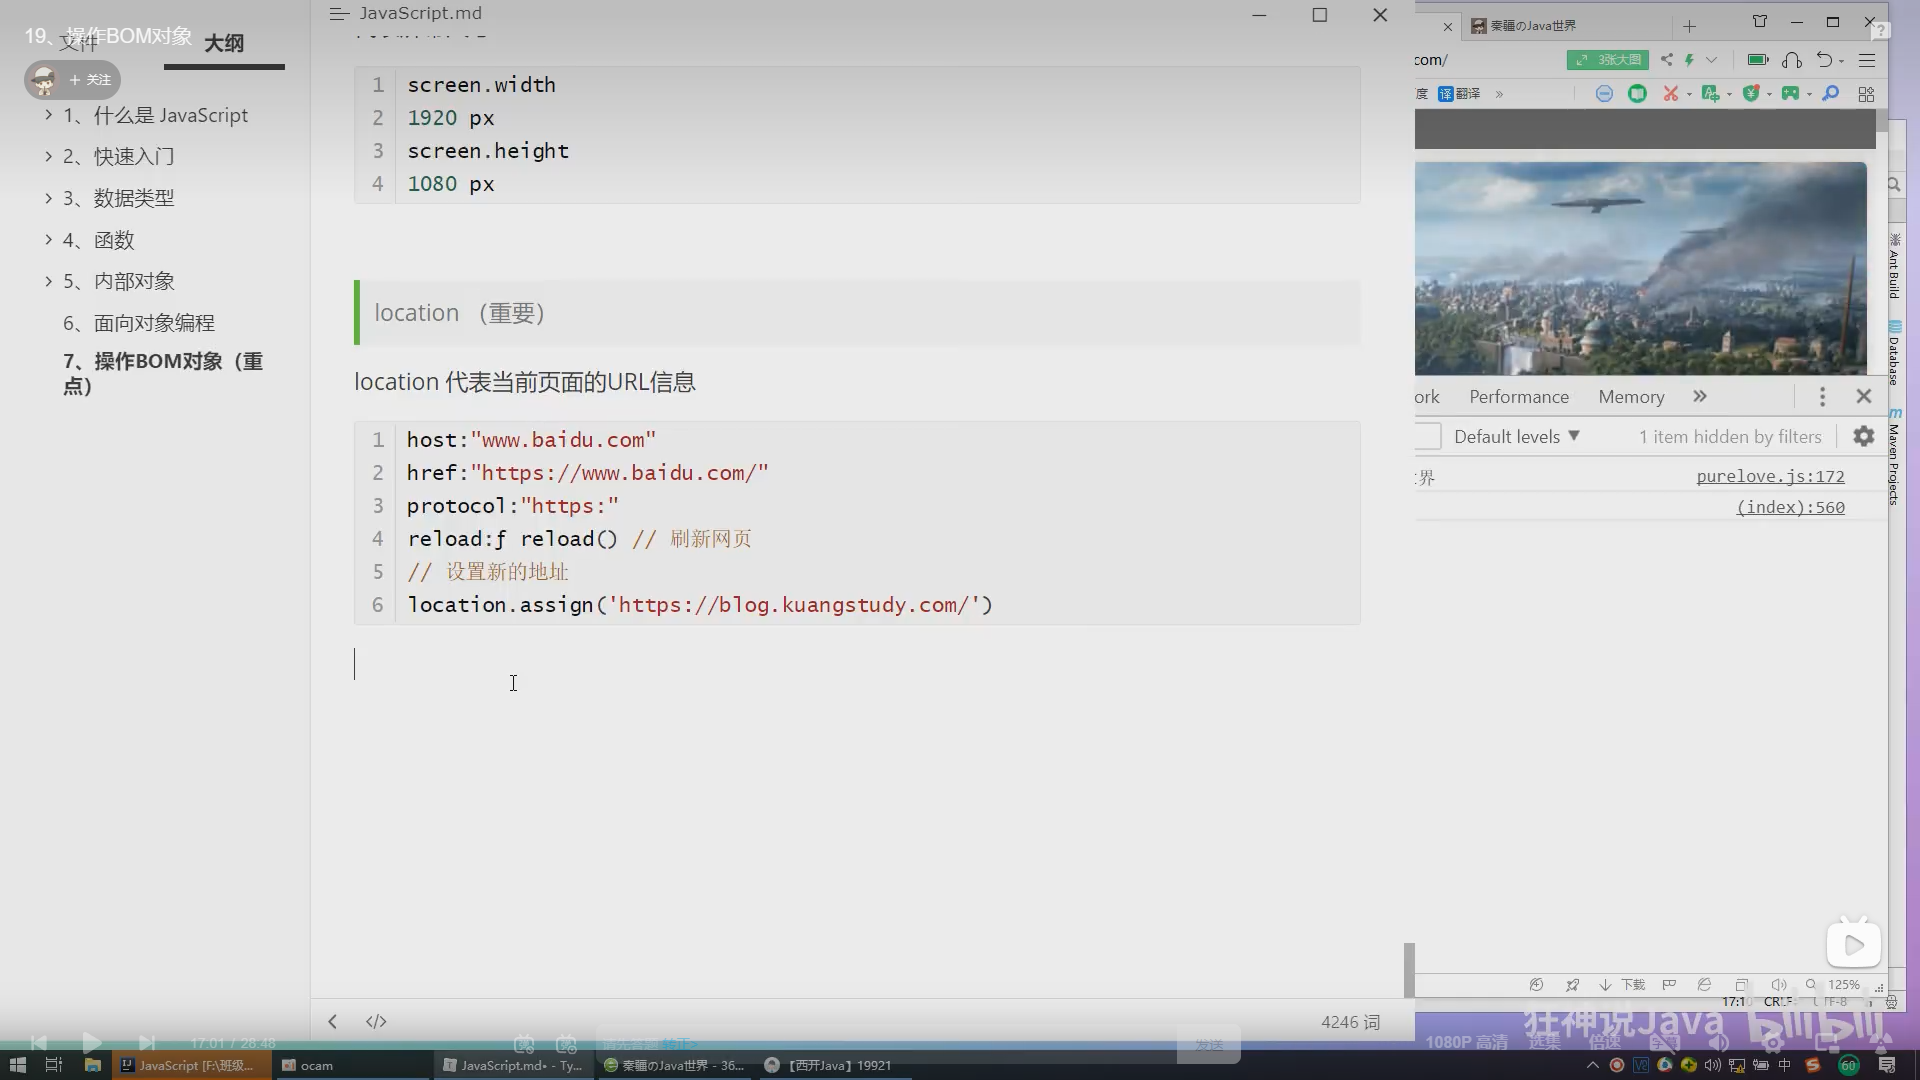 19、操作BOM对象
文件
大纲
+ 关注
1、什么是 JavaScript
2、快速入门
3、数据类型
4、函数
5、内部对象
6、面向对象编程
7、操作BOM对象（重
点）
JavaScript.md
1 screen.width
2 1920 px
3 screen.height
4 1080 px
location （重要）
location 代表当前页面的URL信息
1 host:"www.baidu.com"
2 href:"https://www.baidu.com/"
3 protocol:"https:"
4 reload:ƒ reload() // 刷新网页
5 // 设置新的地址
6 location.assign('https://blog.kuangstudy.com/')
4246 词
秦疆のJava世界
com/
3张大图
度 译 翻译 »
Ant Build
Database
Maven Projects
ork Performance Memory »
Default levels ▼ 1 item hidden by filters
界 purelove.js:172
(index):560
下载 125%
17:1 CRLF UTF-8
狂神说Java bilibili
17:01 / 28:48
请先答题 转正>
发送
1080P 高清 选集 倍速 字幕
JavaScript [F:\班级...
ocam
JavaScript.md• - Ty...
秦疆のJava世界 - 36...
【西开Java】19921
中
60